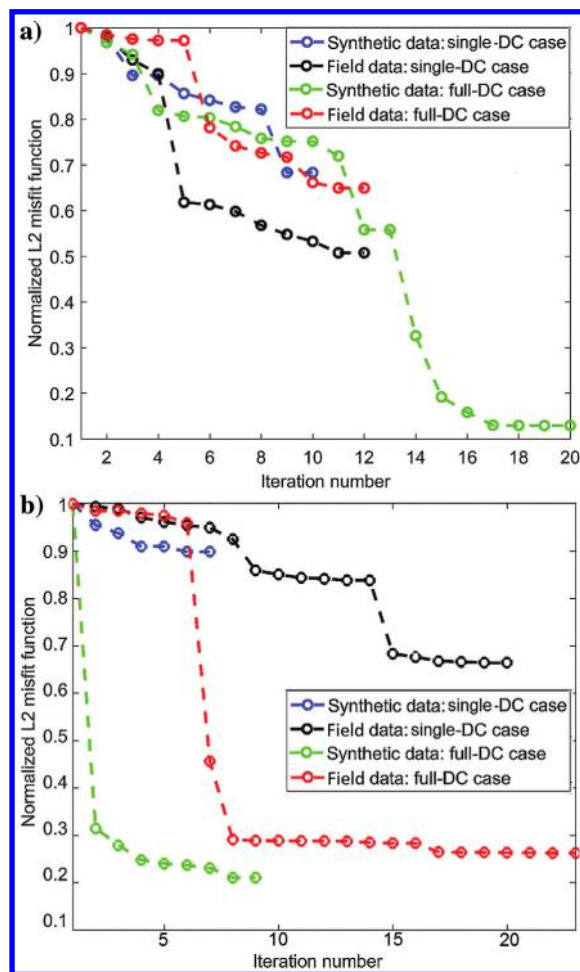 a)
1
0.9
0.8
0.7
0.6
0.5
0.4
0.3
0.2
0.1
Normalized L2 misfit function
Synthetic data: single-DC case
Field data: single-DC case
Synthetic data: full-DC case
Field data: full-DC case
2 4 6 8 10 12 14 16 18 20
Iteration number
b)
1
0.9
0.8
0.7
0.6
0.5
0.4
0.3
0.2
0.1
Normalized L2 misfit function
Synthetic data: single-DC case
Field data: single-DC case
Synthetic data: full-DC case
Field data: full-DC case
5 10 15 20
Iteration number